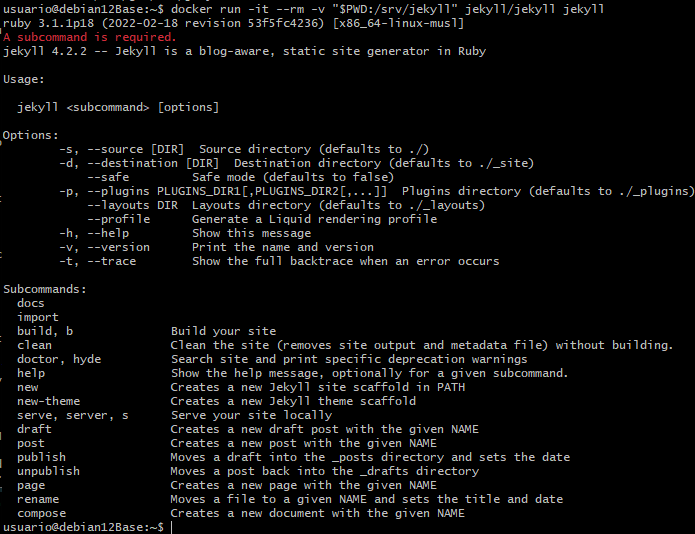 usuario@debian12Base:~$ docker run -it --rm -v "$PWD:/srv/jekyll" jekyll/jekyll jekyll
ruby 3.1.1p18 (2022-02-18 revision 53f5fc4236) [x86_64-linux-musl]
A subcommand is required.
jekyll 4.2.2 -- Jekyll is a blog-aware, static site generator in Ruby

Usage:

  jekyll <subcommand> [options]

Options:
        -s, --source [DIR]  Source directory (defaults to ./)
        -d, --destination [DIR]  Destination directory (defaults to ./_site)
            --safe         Safe mode (defaults to false)
        -p, --plugins PLUGINS_DIR1[,PLUGINS_DIR2[,...]]  Plugins directory (defaults to ./_plugins)
            --layouts DIR  Layouts directory (defaults to ./_layouts)
            --profile      Generate a Liquid rendering profile
        -h, --help         Show this message
        -v, --version      Print the name and version
        -t, --trace        Show the full backtrace when an error occurs

Subcommands:
  docs
  import
  build, b              Build your site
  clean                 Clean the site (removes site output and metadata file) without building.
  doctor, hyde          Search site and print specific deprecation warnings
  help                  Show the help message, optionally for a given subcommand.
  new                   Creates a new Jekyll site scaffold in PATH
  new-theme             Creates a new Jekyll theme scaffold
  serve, server, s      Serve your site locally
  draft                 Creates a new draft post with the given NAME
  post                  Creates a new post with the given NAME
  publish               Moves a draft into the _posts directory and sets the date
  unpublish             Moves a post back into the _drafts directory
  page                  Creates a new page with the given NAME
  rename                Moves a file to a given NAME and sets the title and date
  compose               Creates a new document with the given NAME
usuario@debian12Base:~$